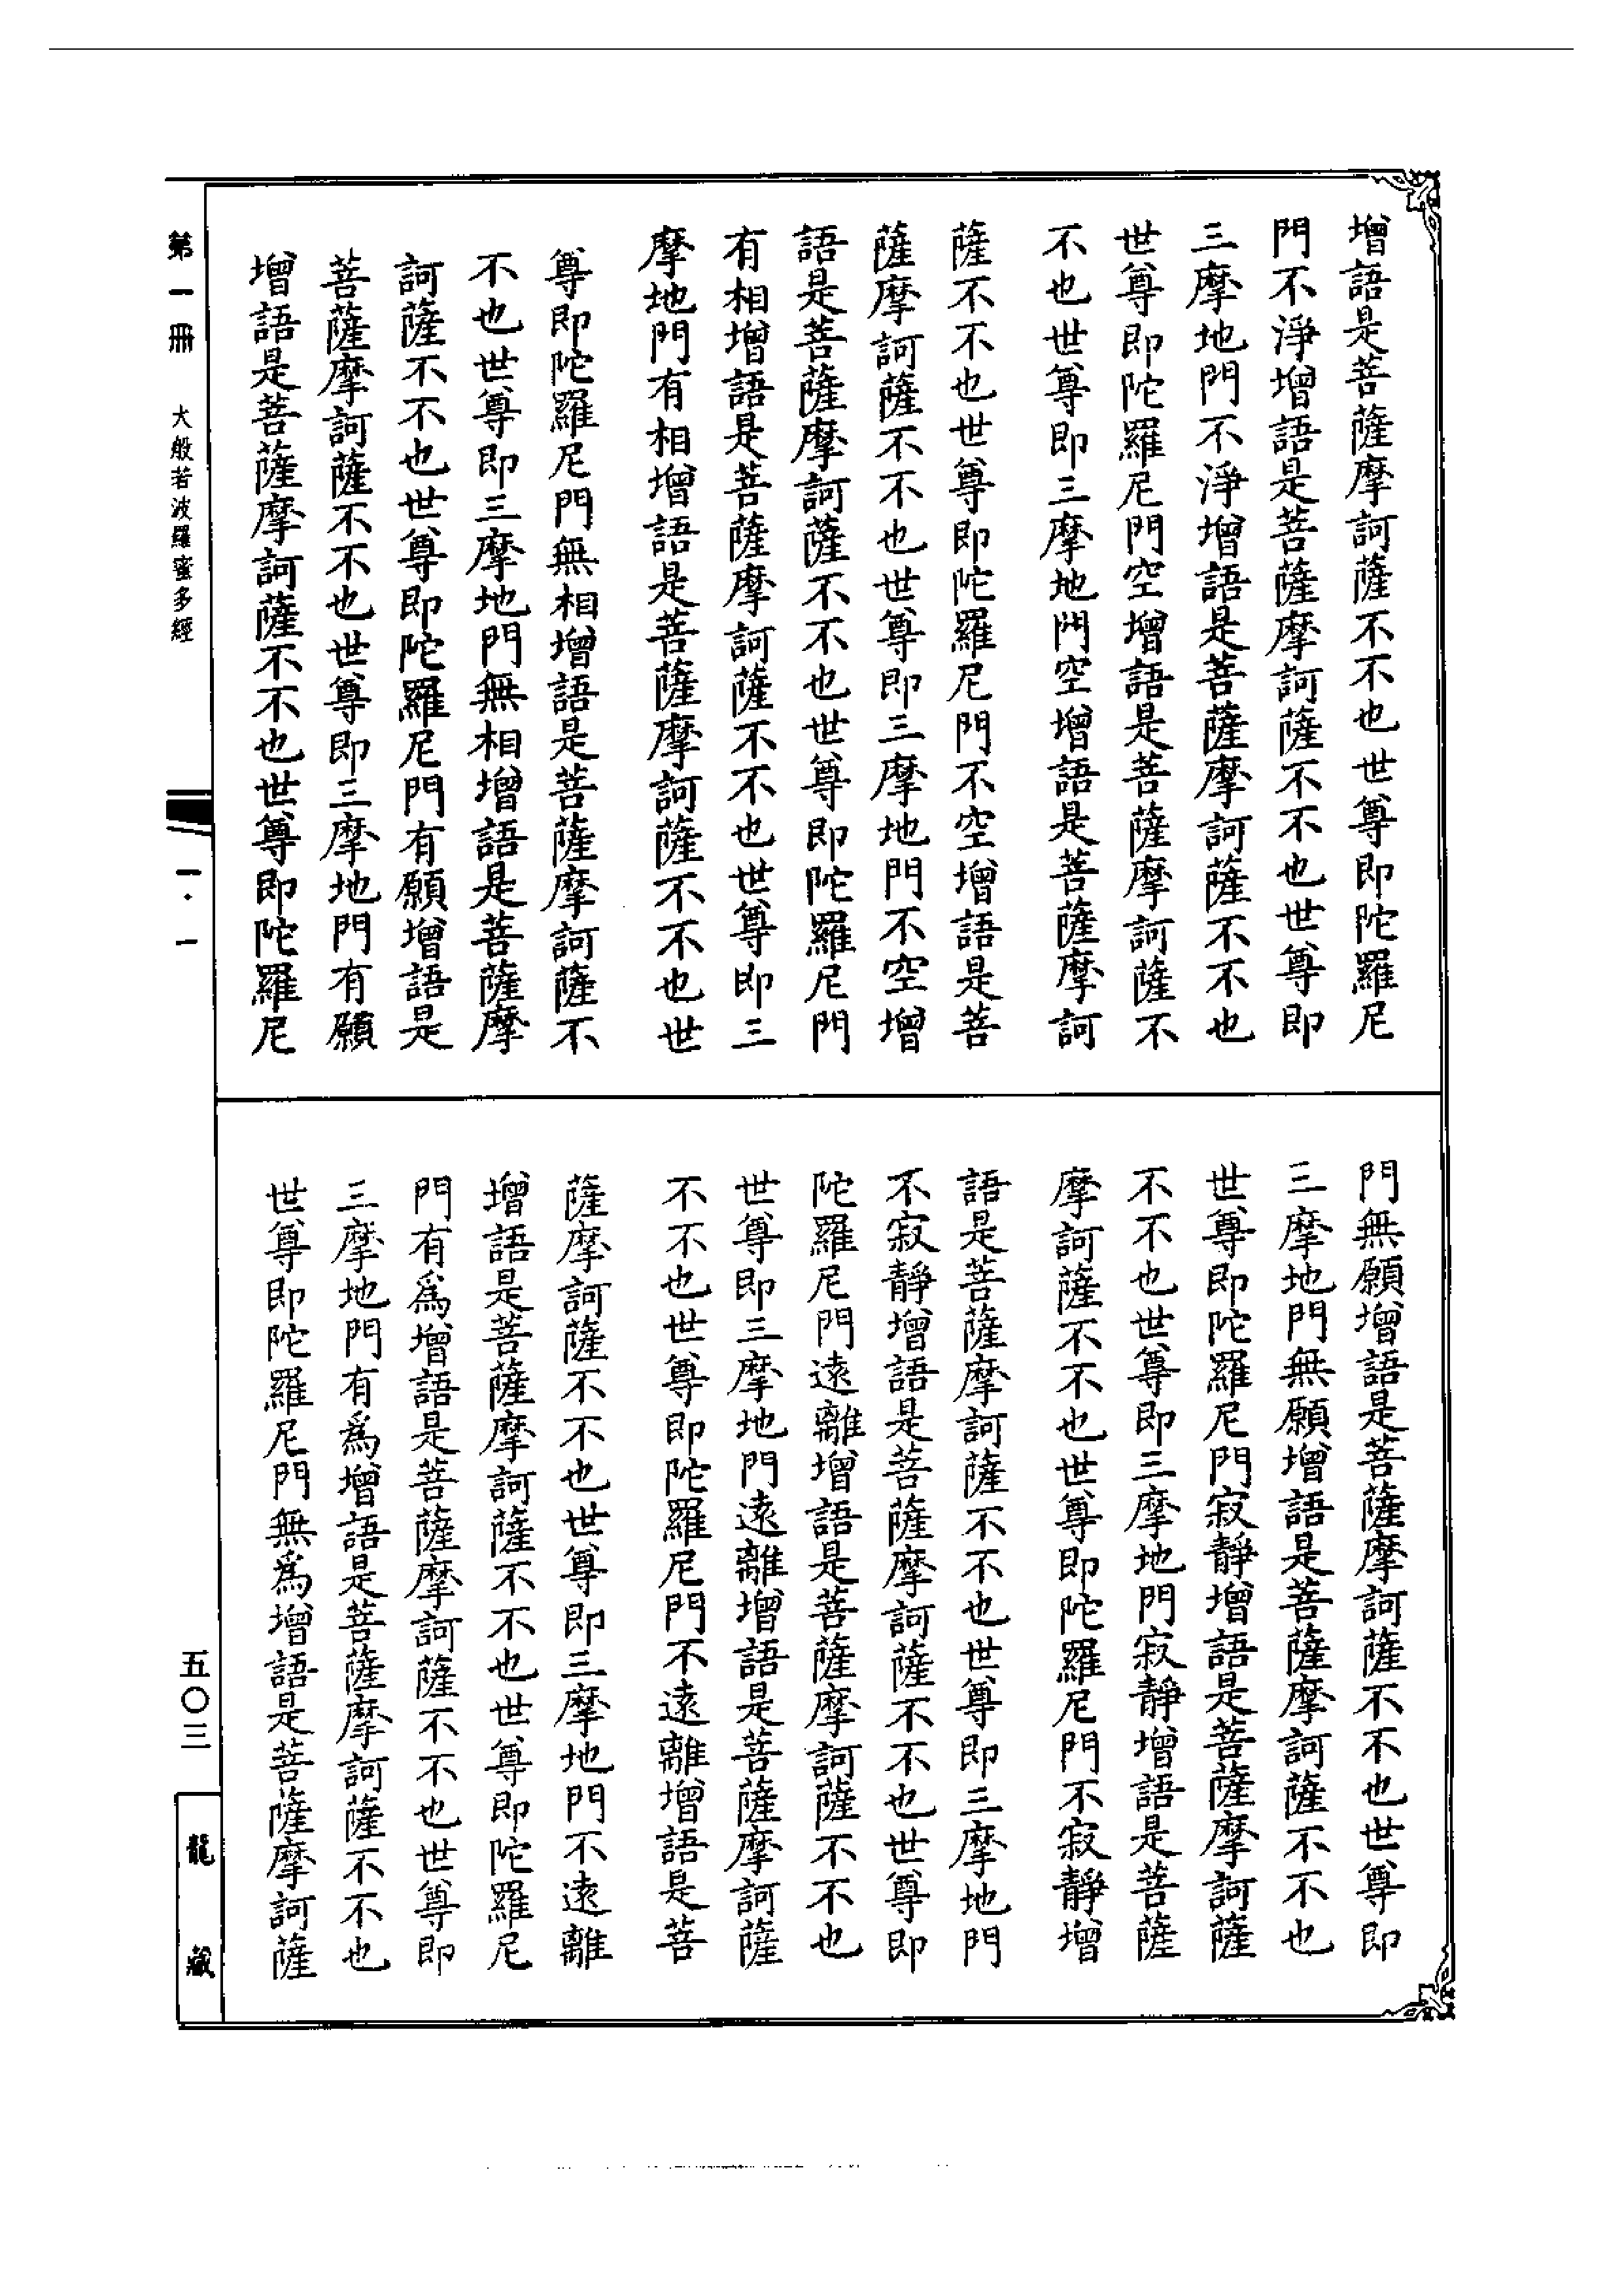 增語是菩薩摩訶薩不不也世尊即陀羅尼
門不淨增語是菩薩摩訶薩不不也世尊即
三摩地門不淨增語是菩薩摩訶薩不不也
世尊即陀羅尼門空增語是菩薩摩訶薩不
不也世尊即三摩地門空增語是菩薩摩訶
薩不不也世尊即陀羅尼門不空增語是菩
薩摩訶薩不不也世尊即三摩地門不空增
語是菩薩摩訶薩不不也世尊即陀羅尼門
有相增語是菩薩摩訶薩不不也世尊即三
摩地門有相增語是菩薩摩訶薩不不也世
尊即陀羅尼門無相增語是菩薩摩訶薩不
不也世尊即三摩地門無相增語是菩薩摩
訶薩不不也世尊即陀羅尼門有願增語是
菩薩摩訶薩不不也世尊即三摩地門有願
增語是菩薩摩訶薩不不也世尊即陀羅尼
門無願增語是菩薩摩訶薩不不也世尊即
三摩地門無願增語是菩薩摩訶薩不不也
世尊即陀羅尼門寂靜增語是菩薩摩訶薩
不不也世尊即三摩地門寂靜增語是菩薩
摩訶薩不不也世尊即陀羅尼門不寂靜增
語是菩薩摩訶薩不不也世尊即三摩地門
不寂靜增語是菩薩摩訶薩不不也世尊即
陀羅尼門遠離增語是菩薩摩訶薩不不也
世尊即三摩地門遠離增語是菩薩摩訶薩
不不也世尊即陀羅尼門不遠離增語是菩
薩摩訶薩不不也世尊即三摩地門不遠離
增語是菩薩摩訶薩不不也世尊即陀羅尼
門有爲增語是菩薩摩訶薩不不也世尊即
三摩地門有爲增語是菩薩摩訶薩不不也
世尊即陀羅尼門無爲增語是菩薩摩訶薩
第一冊 大般若波羅蜜多經 一·一 五〇三 龍藏